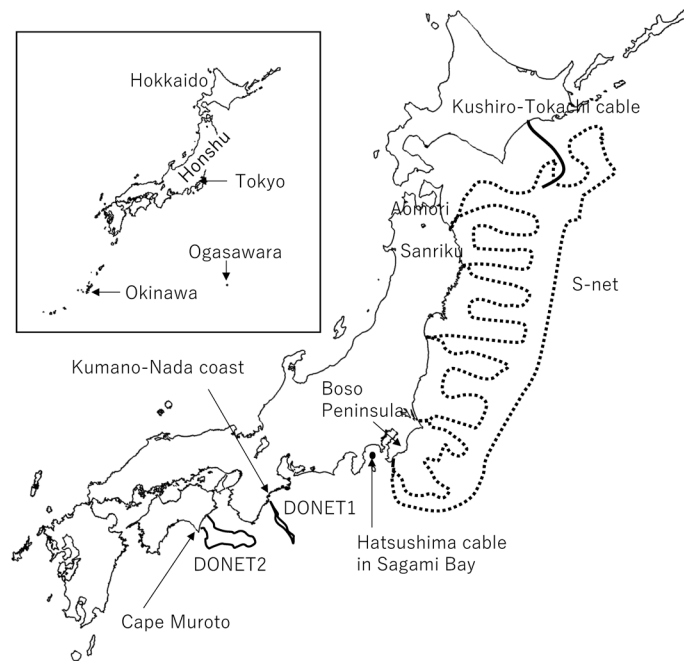 Hokkaido
Honshu
Tokyo
Ogasawara
Okinawa
Kushiro-Tokachi cable
Aomori
Sanriku
S-net
Kumano-Nada coast
Boso
Peninsula
DONET1
Hatsushima cable
in Sagami Bay
DONET2
Cape Muroto